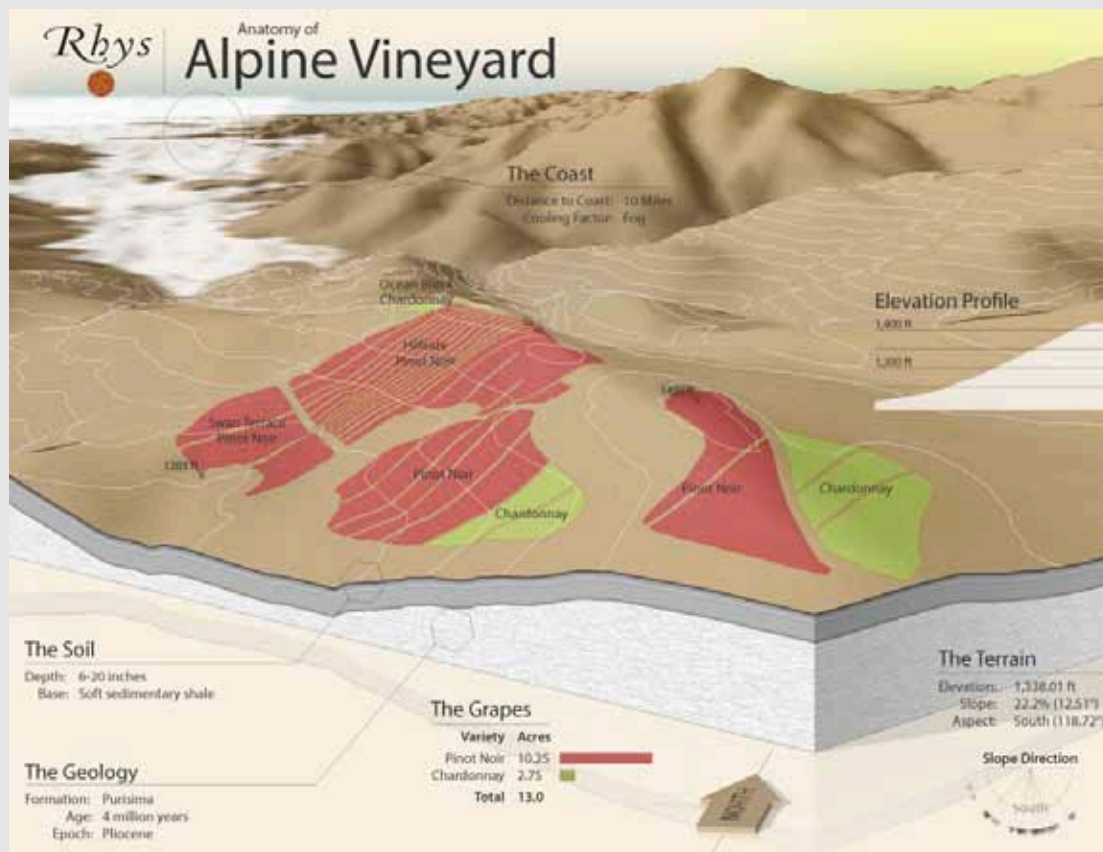 Rhys
Anatomy of
Alpine Vineyard
The Coast
Distance to Coast: 10 Miles
Cooling Factor: Fog
Ocean Block
Chardonnay
Hillside
Pinot Noir
Elevation Profile
1,400 ft
1,300 ft
Swan Terrace
Pinot Noir
Pinot Noir
Chardonnay
Pinot Noir
Chardonnay
The Soil
Depth: 6-20 inches
Base: Soft sedimentary shale
The Geology
Formation: Purisima
Age: 4 million years
Epoch: Pliocene
The Grapes
Variety Acres
Pinot Noir 10.25
Chardonnay 2.75
Total 13.0
NORTH
The Terrain
Elevation: 1,338.01 ft
Slope: 22.2% (12.51°)
Aspect: South (118.72°)
Slope Direction
South